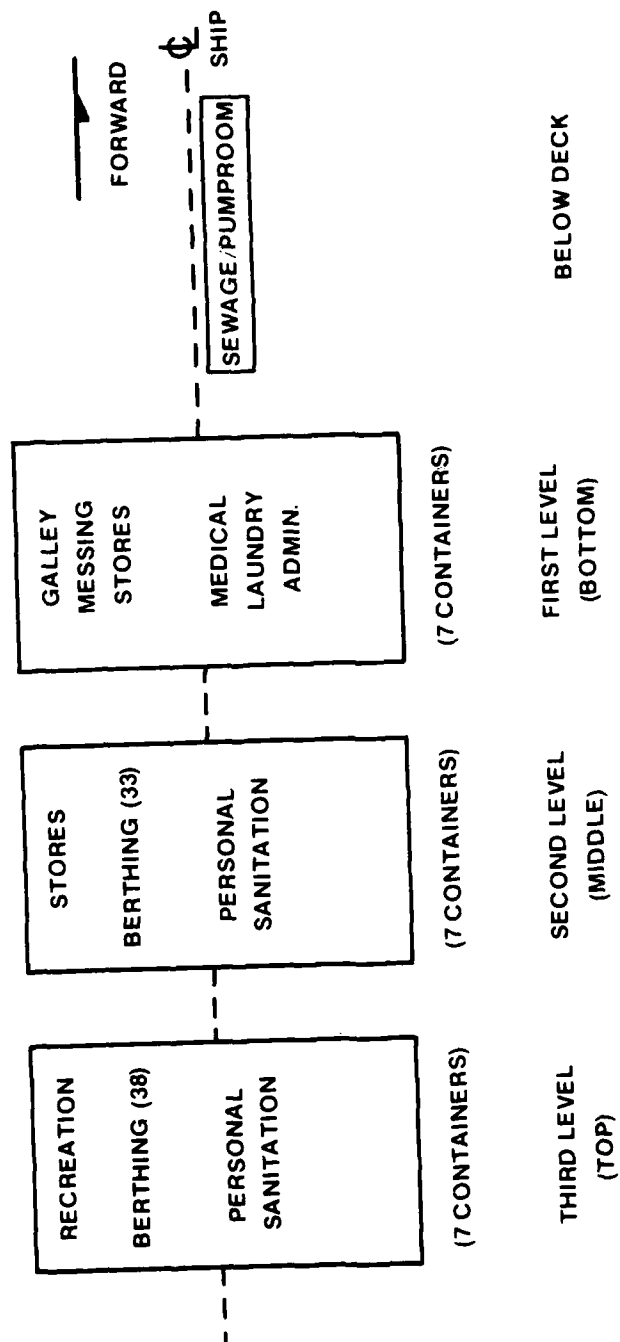 FORWARD
℄
SHIP
SEWAGE/PUMPROOM
BELOW DECK
GALLEY
MESSING
STORES
MEDICAL
LAUNDRY
ADMIN.
(7 CONTAINERS)
FIRST LEVEL
(BOTTOM)
STORES
BERTHING (33)
PERSONAL
SANITATION
(7 CONTAINERS)
SECOND LEVEL
(MIDDLE)
RECREATION
BERTHING (38)
PERSONAL
SANITATION
(7 CONTAINERS)
THIRD LEVEL
(TOP)